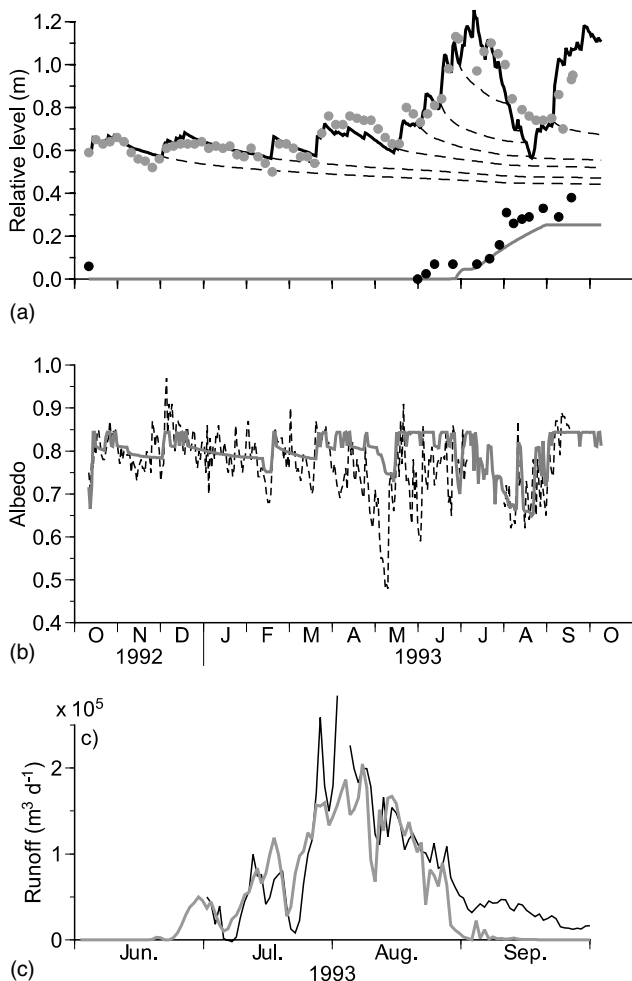 1.2
1.0
0.8
0.6
0.4
0.2
0.0
Relative level (m)
(a)
1.0
0.9
0.8
0.7
0.6
0.5
0.4
Albedo
O N D J F M A M J J A S O
(b)
1992 1993
x 10⁵
c)
2
1
0
Runoff (m³ d⁻¹)
Jun. Jul. Aug. Sep.
(c)
1993